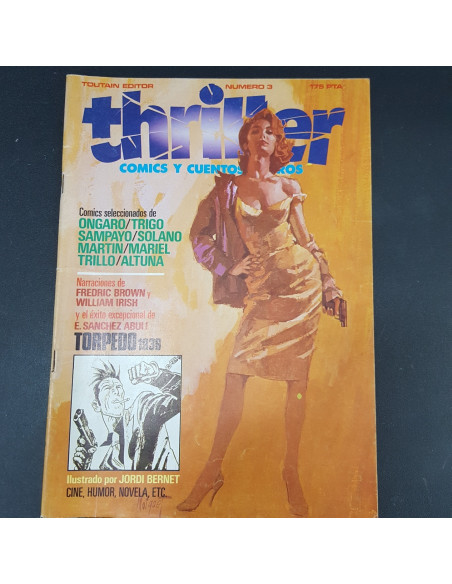 TOUTAIN EDITOR NUMERO 3 175 PTA
thriller
COMICS Y CUENTOS ROS
Comics seleccionados de
ONGARO/TRIGO
SAMPAYO/SOLANO
MARTIN/MARIEL
TRILLO/ALTUNA
Narraciones de
FREDRIC BROWN y
WILLIAM IRISH
y el éxito excepcional de
E. SANCHEZ ABULI
TORPEDO 1936
Ilustrado por JORDI BERNET
CINE, HUMOR, NOVELA, ETC...